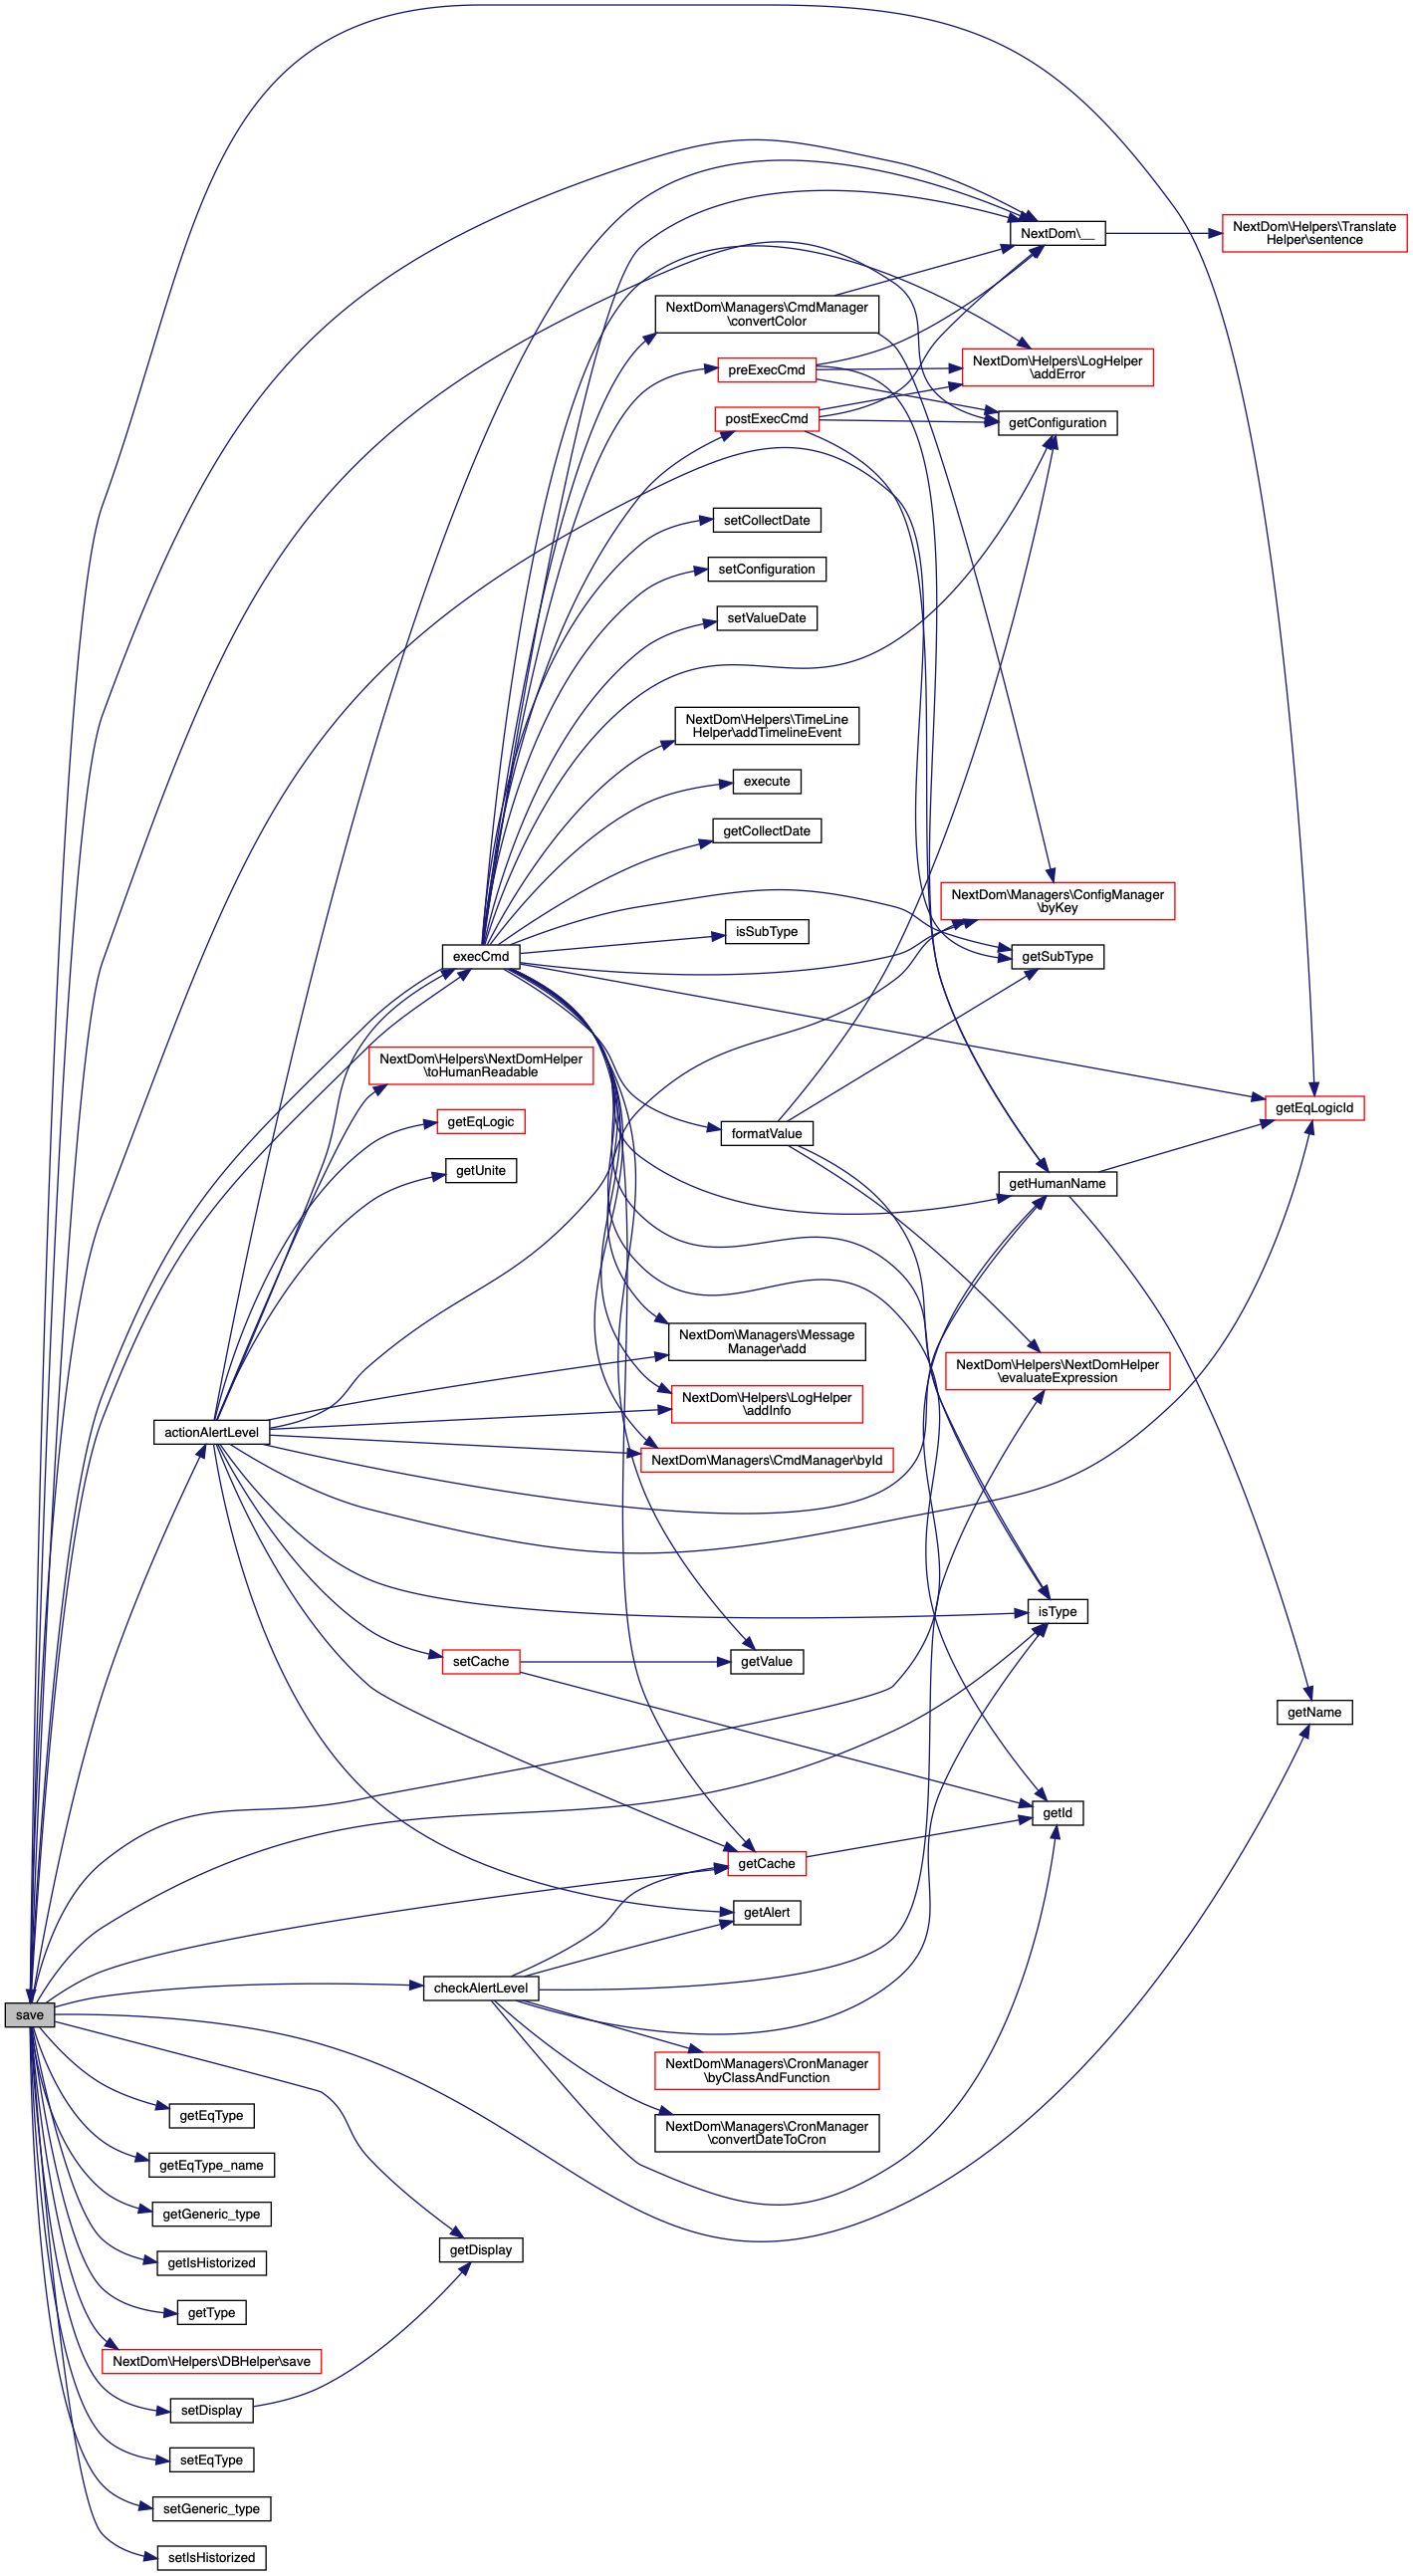 NextDom\__
NextDom\Helpers\Translate
Helper\sentence
NextDom\Managers\CmdManager
\convertColor
preExecCmd
NextDom\Helpers\LogHelper
\addError
postExecCmd
getConfiguration
setCollectDate
setConfiguration
setValueDate
NextDom\Helpers\TimeLine
Helper\addTimelineEvent
execute
getCollectDate
NextDom\Managers\ConfigManager
\byKey
isSubType
execCmd
getSubType
NextDom\Helpers\NextDomHelper
\toHumanReadable
getEqLogicId
getEqLogic
formatValue
getUnite
getHumanName
NextDom\Managers\Message
Manager\add
NextDom\Helpers\NextDomHelper
\evaluateExpression
NextDom\Helpers\LogHelper
\addInfo
actionAlertLevel
NextDom\Managers\CmdManager\byId
isType
setCache
getValue
getName
getId
getCache
getAlert
checkAlertLevel
save
NextDom\Managers\CronManager
\byClassAndFunction
getEqType
NextDom\Managers\CronManager
\convertDateToCron
getEqType_name
getGeneric_type
getDisplay
getIsHistorized
getType
NextDom\Helpers\DBHelper\save
setDisplay
setEqType
setGeneric_type
setIsHistorized